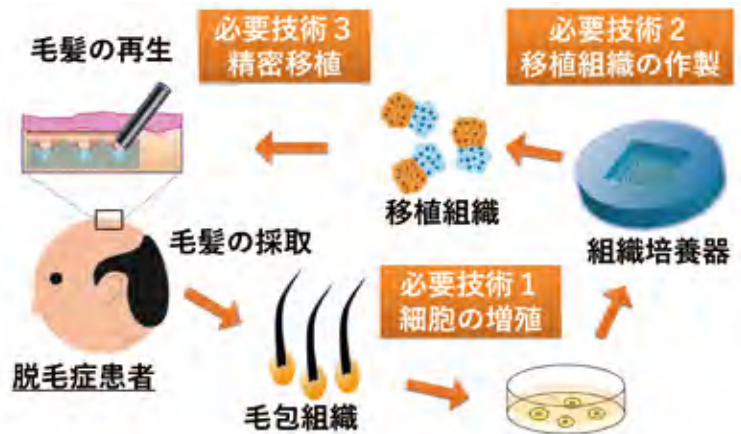 毛髪の再生
必要技術３
精密移植
必要技術２
移植組織の作製
移植組織
組織培養器
毛髪の採取
必要技術１
細胞の増殖
脱毛症患者
毛包組織